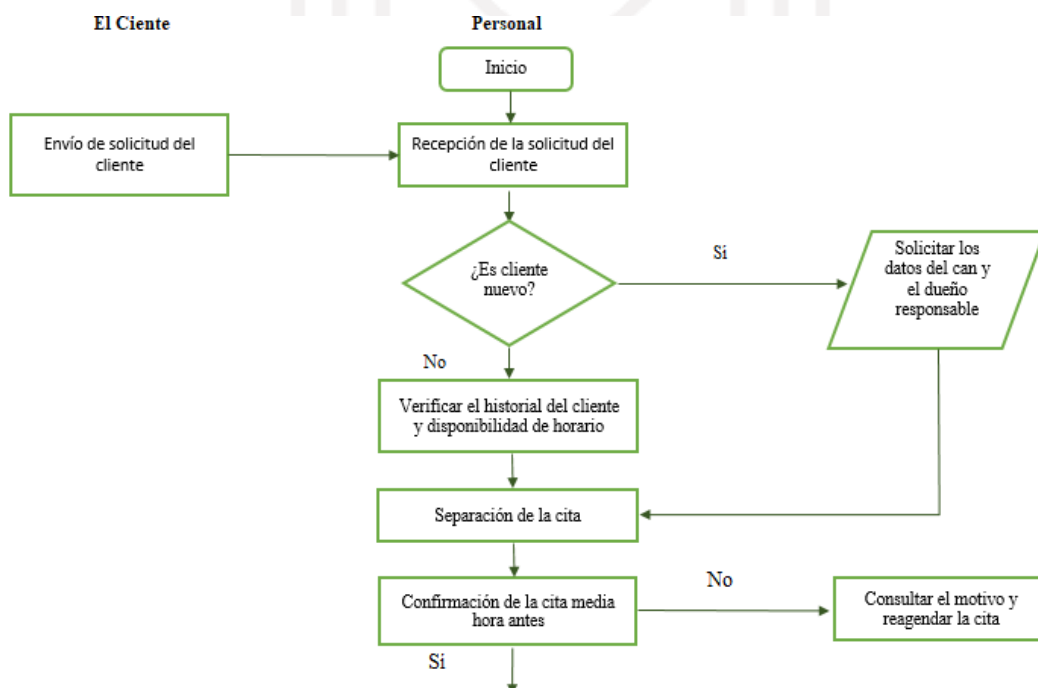 El Ciente
Personal
Inicio
Envío de solicitud del
cliente
Recepción de la solicitud del
cliente
¿Es cliente
nuevo?
Si
Solicitar los
datos del can y
el dueño
responsable
No
Verificar el historial del cliente
y disponibilidad de horario
Separación de la cita
Confirmación de la cita media
hora antes
No
Consultar el motivo y
reagendar la cita
Si